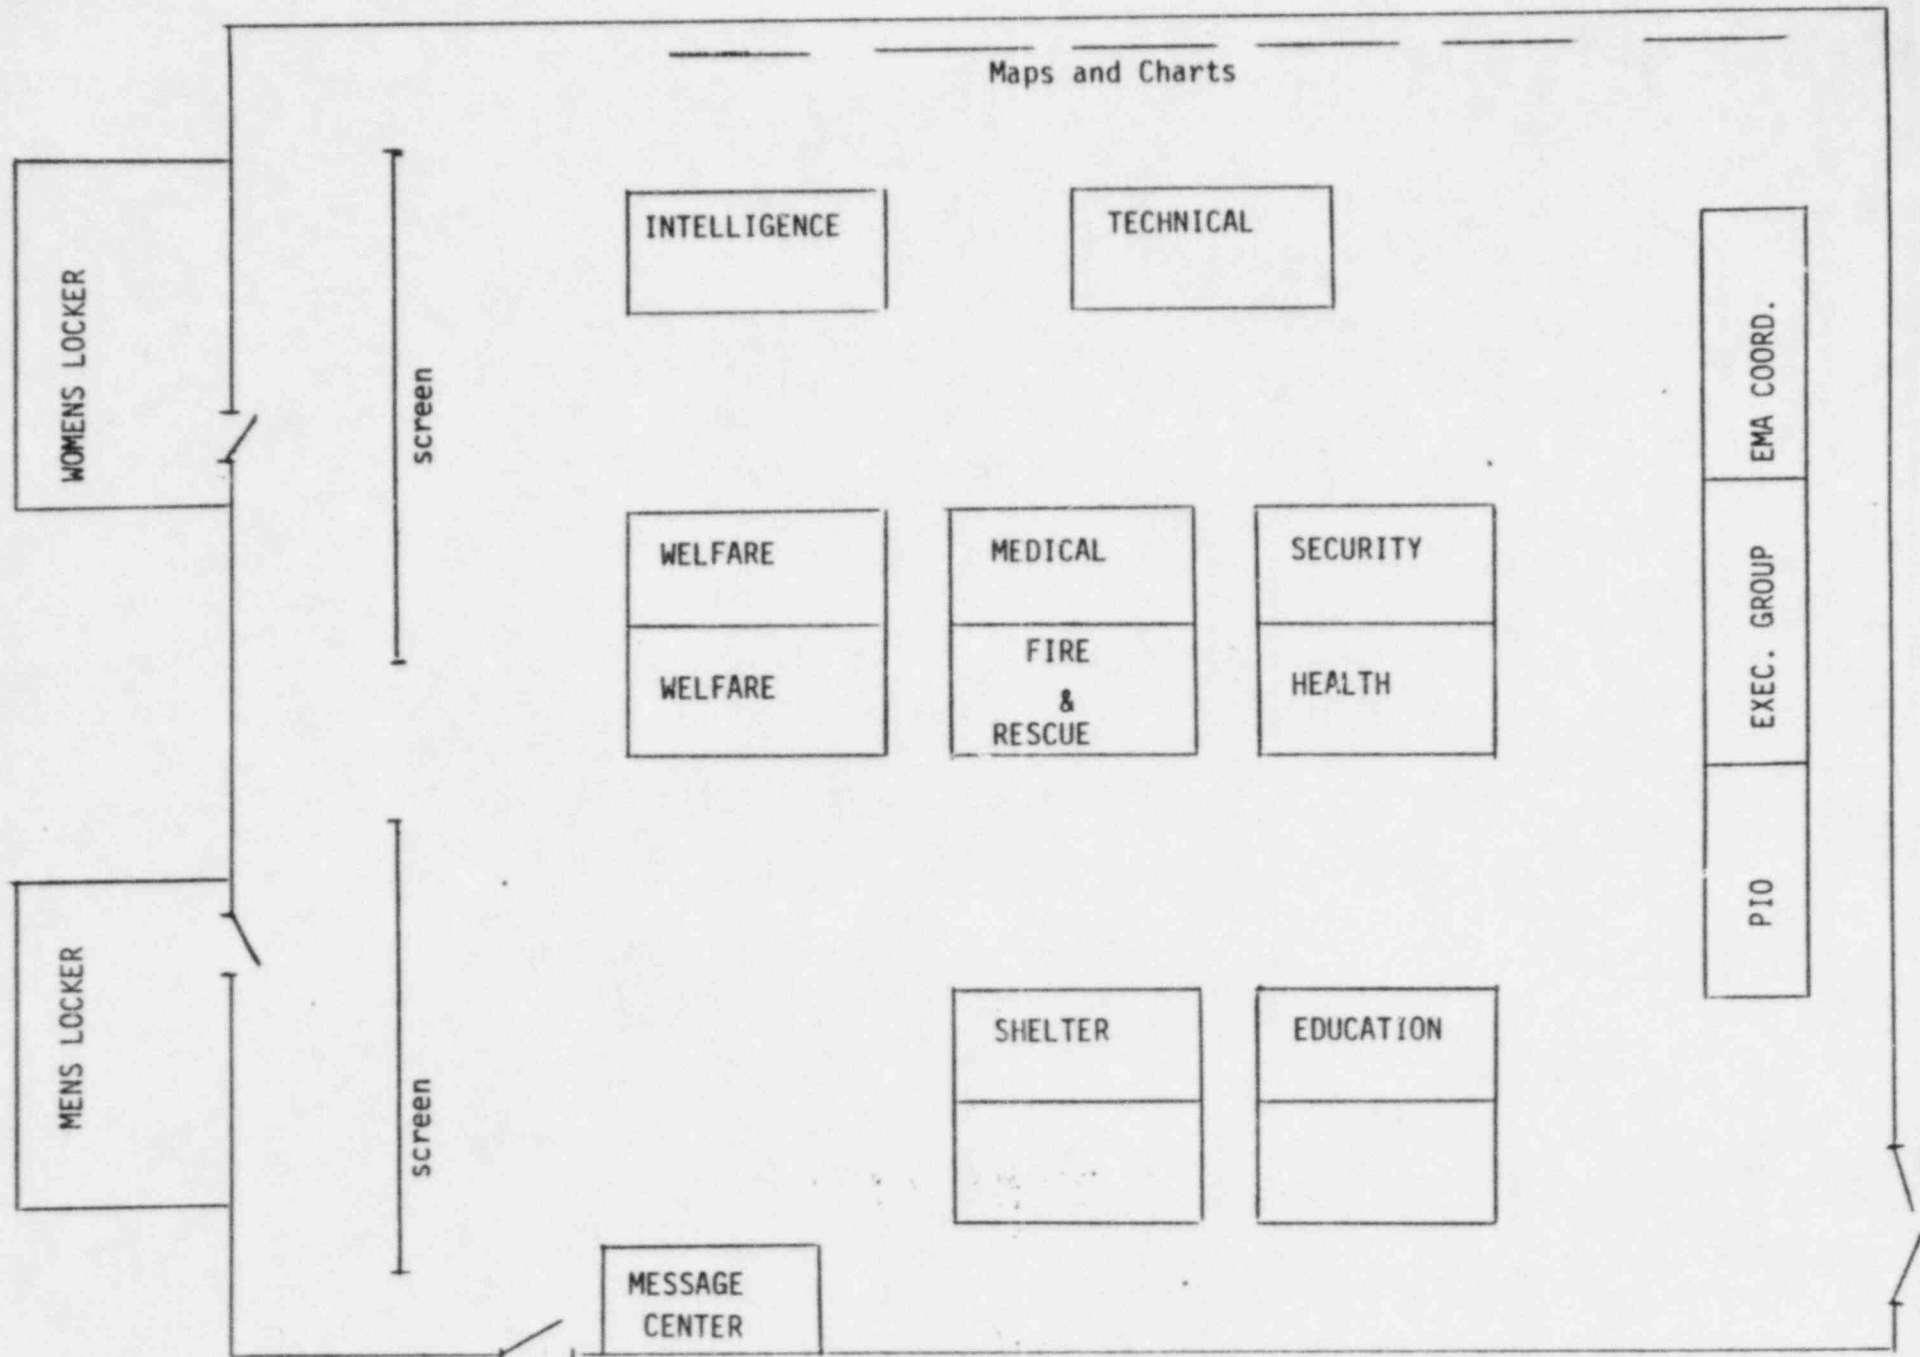 Maps and Charts
INTELLIGENCE
TECHNICAL
WOMENS LOCKER
screen
EMA COORD.
WELFARE
MEDICAL
SECURITY
WELFARE
FIRE
&
RESCUE
HEALTH
EXEC. GROUP
PIO
MENS LOCKER
screen
SHELTER
EDUCATION
MESSAGE
CENTER